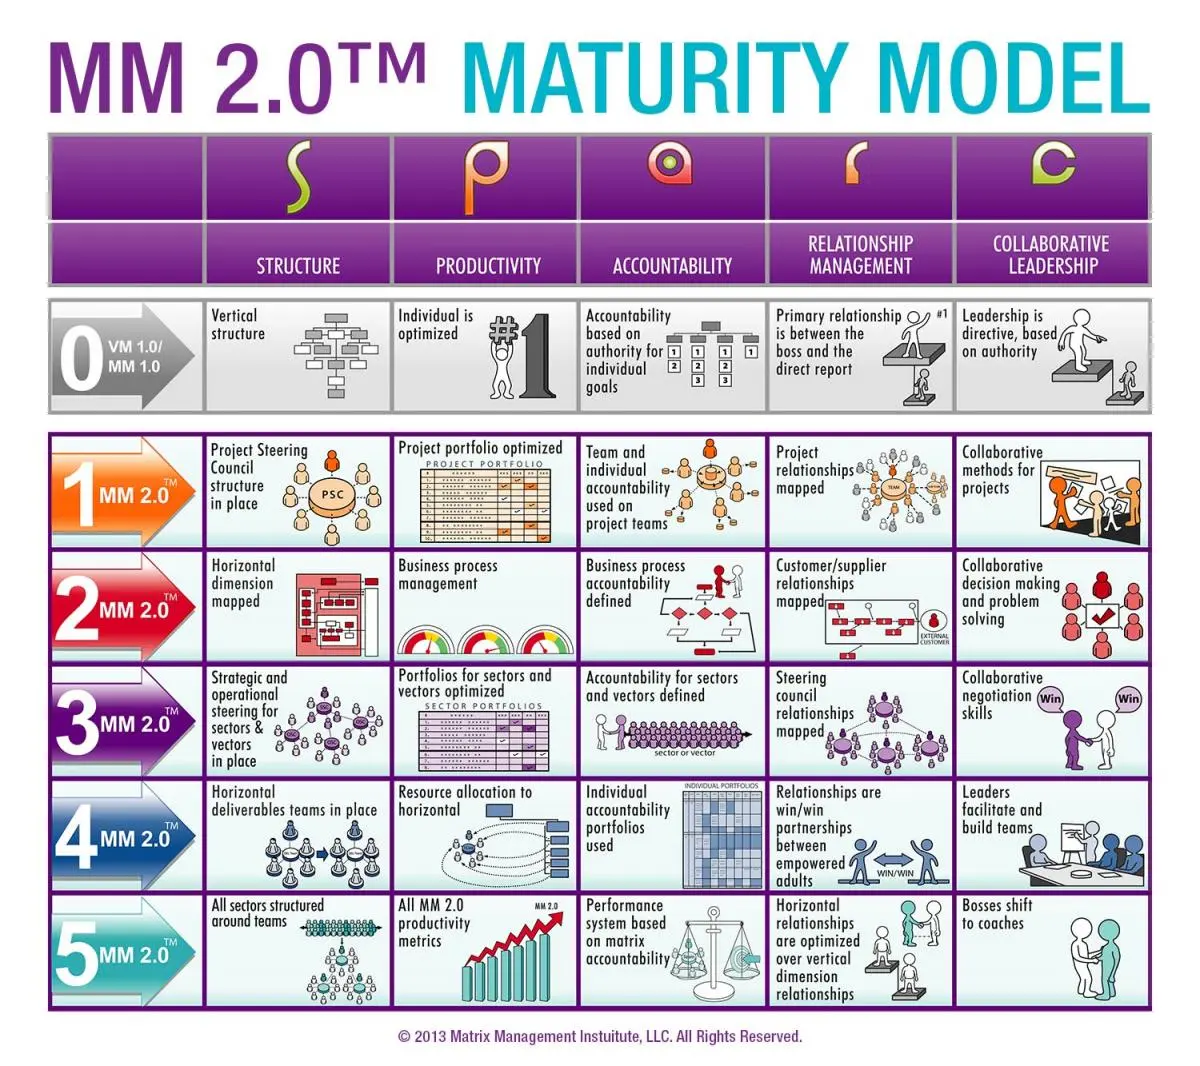 MM 2.0™ MATURITY MODEL
s p a r c
STRUCTURE
PRODUCTIVITY
ACCOUNTABILITY
RELATIONSHIP
MANAGEMENT
COLLABORATIVE
LEADERSHIP
0 VM 1.0/
MM 1.0
Vertical
structure
Individual is
optimized
#1
Accountability
based on
authority for
individual
goals
1 1 1 1
2 2 2
3 3
Primary relationship
is between the
boss and the
direct report
#1
Leadership is
directive, based
on authority
1 MM 2.0™
Project Steering
Council
structure
in place
PSC
Project portfolio optimized
PROJECT PORTFOLIO
Team and
individual
accountability
used on
project teams
Project
relationships
mapped
TEAM
Collaborative
methods for
projects
2 MM 2.0™
Horizontal
dimension
mapped
Business process
management
Business process
accountability
defined
Customer/supplier
relationships
mapped
EXTERNAL
CUSTOMER
Collaborative
decision making
and problem
solving
3 MM 2.0™
Strategic and
operational
steering for
sectors &
vectors
in place
Portfolios for sectors and
vectors optimized
SECTOR PORTFOLIOS
Accountability for sectors
and vectors defined
sector or vector
Steering
council
relationships
mapped
Collaborative
negotiation
skills
Win
Win
4 MM 2.0™
Horizontal
deliverables teams in place
Resource allocation to
horizontal
Individual
accountability
portfolios
used
INDIVIDUAL PORTFOLIOS
Relationships are
win/win
partnerships
between
empowered
adults
WIN/WIN
Leaders
facilitate and
build teams
5 MM 2.0™
All sectors structured
around teams
All MM 2.0
productivity
metrics
MM 2.0
Performance
system based
on matrix
accountability
Horizontal
relationships
are optimized
over vertical
dimension
relationships
Bosses shift
to coaches
© 2013 Matrix Management Instuitute, LLC. All Rights Reserved.